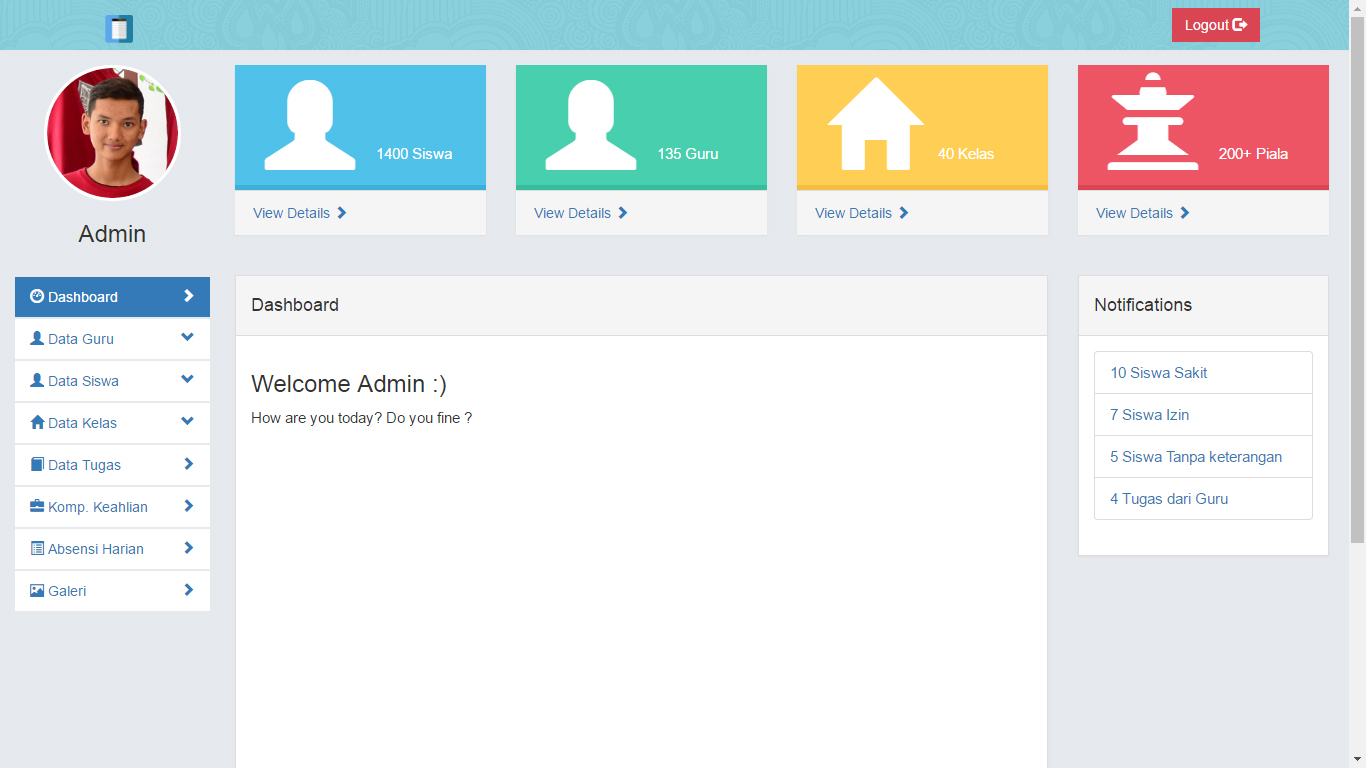 Logout
Admin
1400 Siswa
View Details
135 Guru
View Details
40 Kelas
View Details
200+ Piala
View Details
Dashboard
Data Guru
Data Siswa
Data Kelas
Data Tugas
Komp. Keahlian
Absensi Harian
Galeri
Dashboard
Welcome Admin :)
How are you today? Do you fine ?
Notifications
10 Siswa Sakit
7 Siswa Izin
5 Siswa Tanpa keterangan
4 Tugas dari Guru